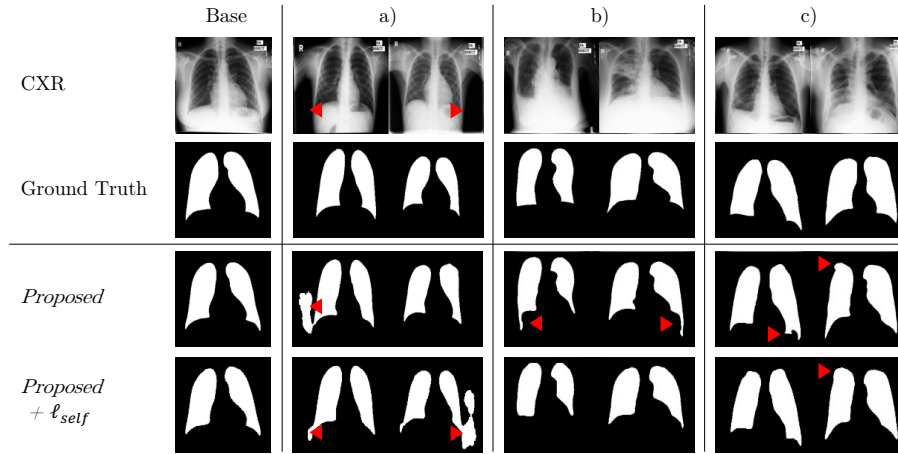 Base a) b) c)
CXR
Ground Truth
Proposed
Proposed
+ ℓself